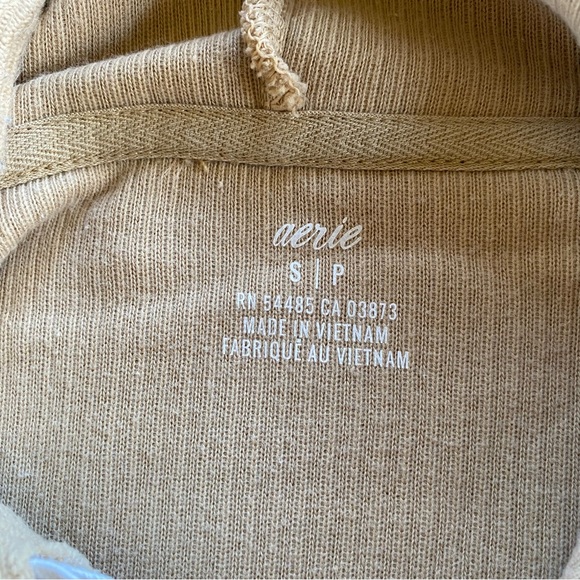 aerie
S | P
RN 54485 CA 03873
MADE IN VIETNAM
FABRIQUÉ AU VIETNAM